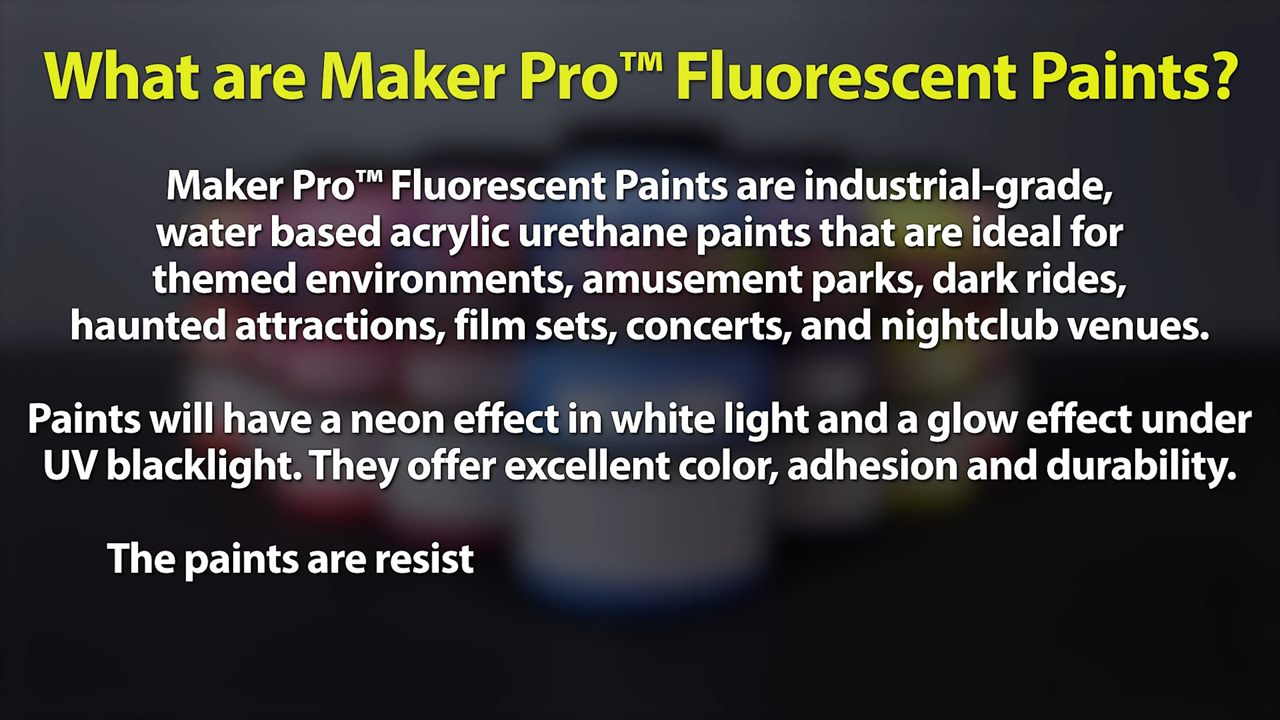 What are Maker Pro™ Fluorescent Paints?
Maker Pro™ Fluorescent Paints are industrial-grade,
water based acrylic urethane paints that are ideal for
themed environments, amusement parks, dark rides,
haunted attractions, film sets, concerts, and nightclub venues.
Paints will have a neon effect in white light and a glow effect under
UV blacklight. They offer excellent color, adhesion and durability.
The paints are resist